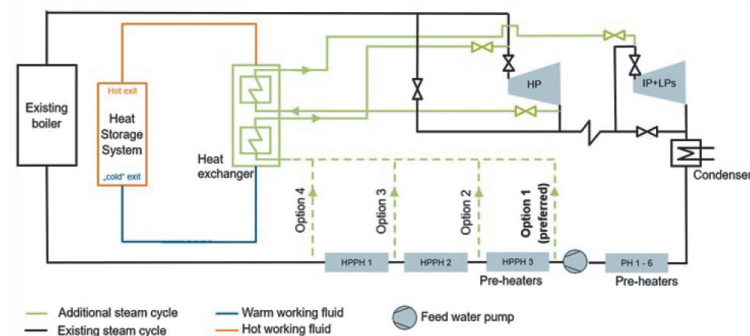 Existing
boiler
Hot exit
Heat
Storage
System
„cold" exit
Heat
exchanger
HP
IP+LPs
Condenser
Option 4
Option 3
Option 2
Option 1
(preferred)
HPPH 1
HPPH 2
HPPH 3
PH 1 - 6
Pre-heaters
Pre-heaters
Additional steam cycle
Existing steam cycle
Warm working fluid
Hot working fluid
Feed water pump